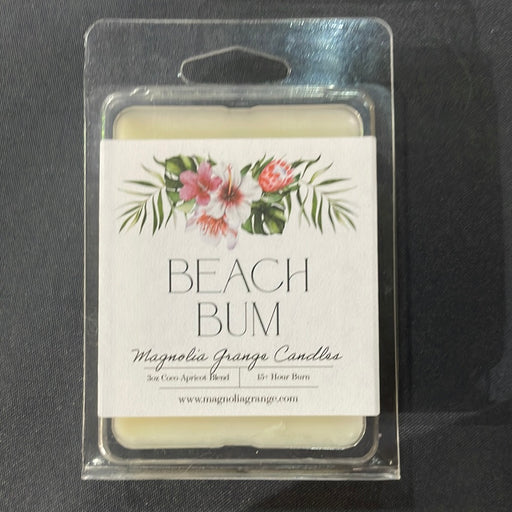 BEACH
BUM
Magnolia Grange Candles
3oz Coco Apricot Blend 15+ Hour Burn
www.magnoliagrange.com